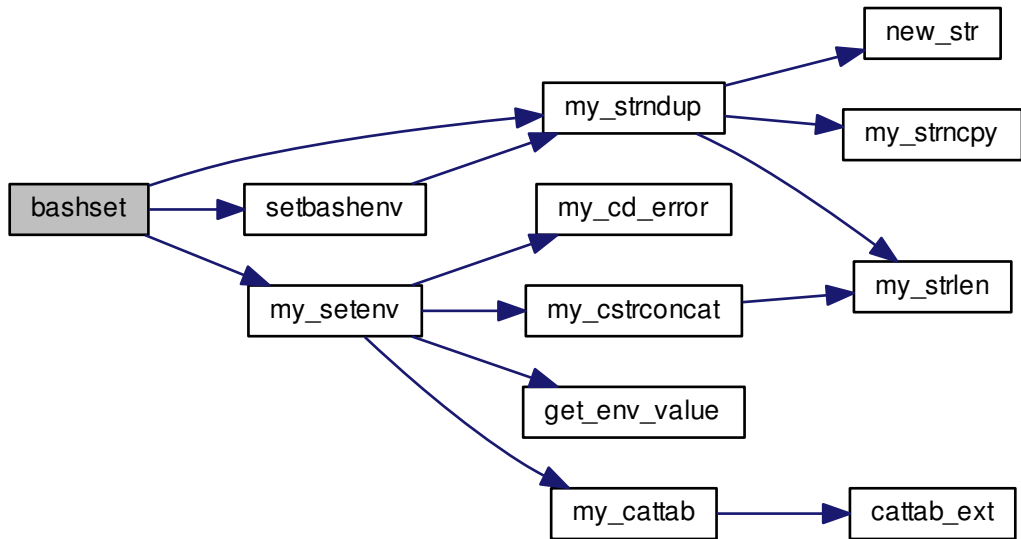 new_str
my_strndup
my_strncpy
bashset
setbashenv
my_cd_error
my_strlen
my_setenv
my_cstrconcat
get_env_value
my_cattab
cattab_ext